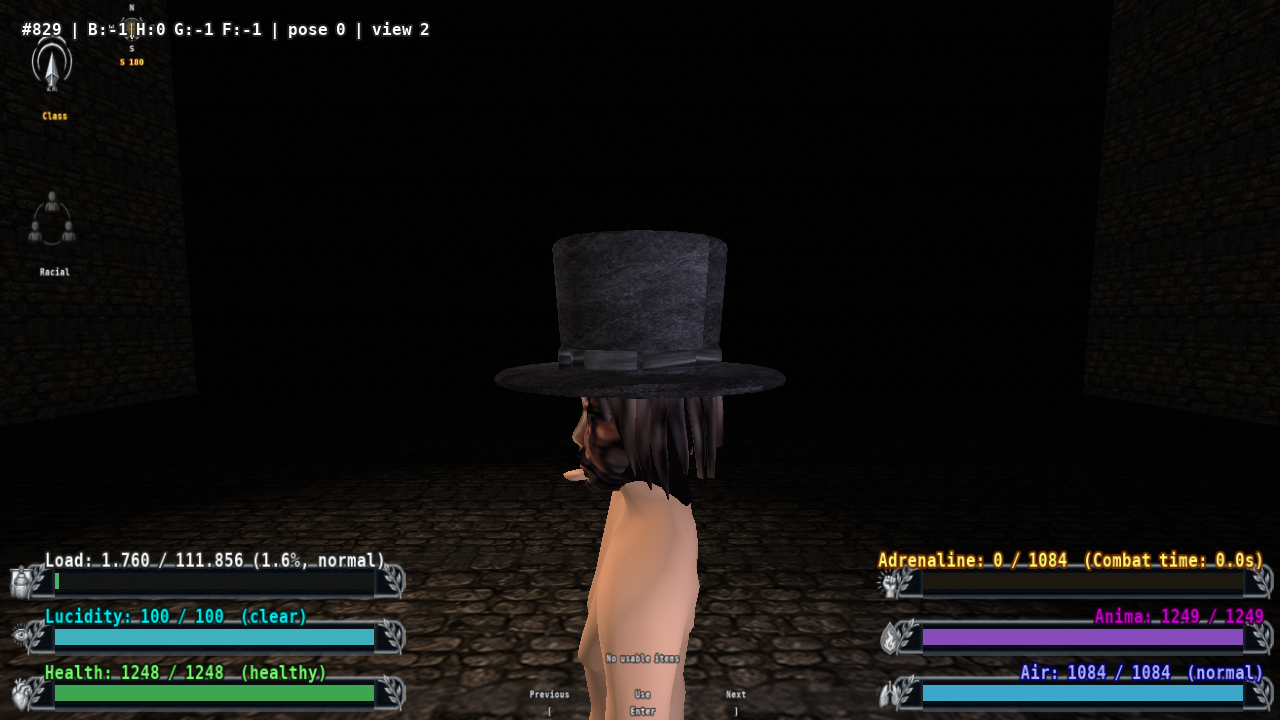 N
#829 | B:-1 H:0 G:-1 F:-1 | pose 0 | view 2
S
S 180
Class
Racial
Load: 1.760 / 111.856 (1.6%, normal)
Lucidity: 100 / 100 (clear)
Health: 1248 / 1248 (healthy)
Adrenaline: 0 / 1084 (Combat time: 0.0s)
Anima: 1249 / 1249
Air: 1084 / 1084 (normal)
No usable items
Previous Use Next
[ Enter ]